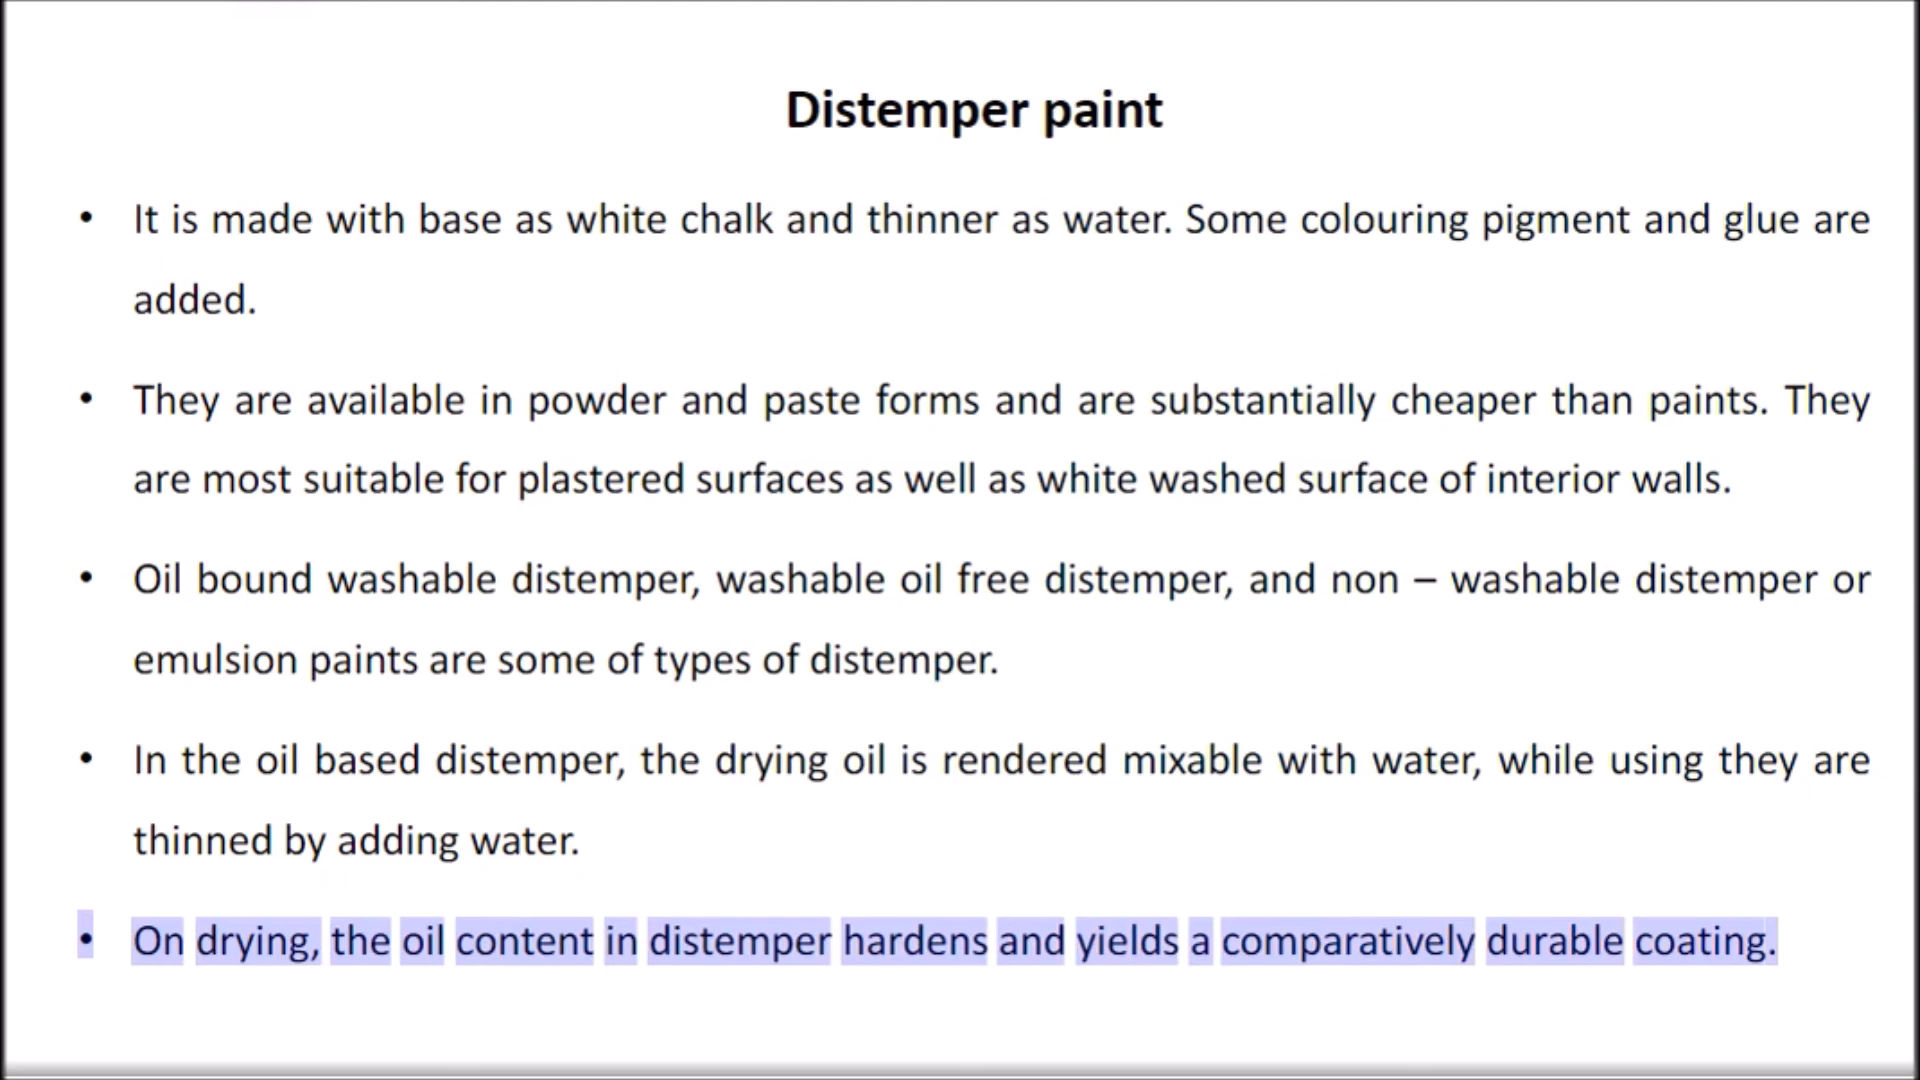 Distemper paint
• It is made with base as white chalk and thinner as water. Some colouring pigment and glue are
added.
• They are available in powder and paste forms and are substantially cheaper than paints. They
are most suitable for plastered surfaces as well as white washed surface of interior walls.
• Oil bound washable distemper, washable oil free distemper, and non – washable distemper or
emulsion paints are some of types of distemper.
• In the oil based distemper, the drying oil is rendered mixable with water, while using they are
thinned by adding water.
• On drying, the oil content in distemper hardens and yields a comparatively durable coating.